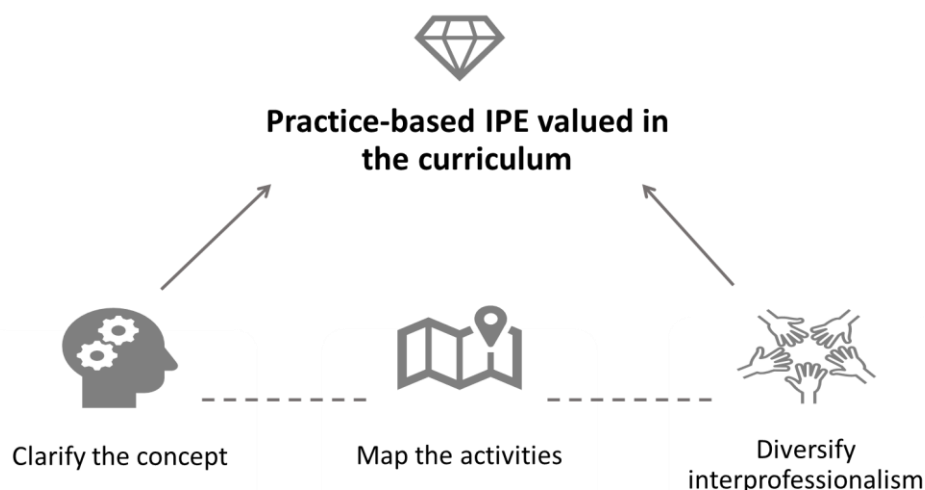 Practice-based IPE valued in
the curriculum
Clarify the concept
Map the activities
Diversify
interprofessionalism